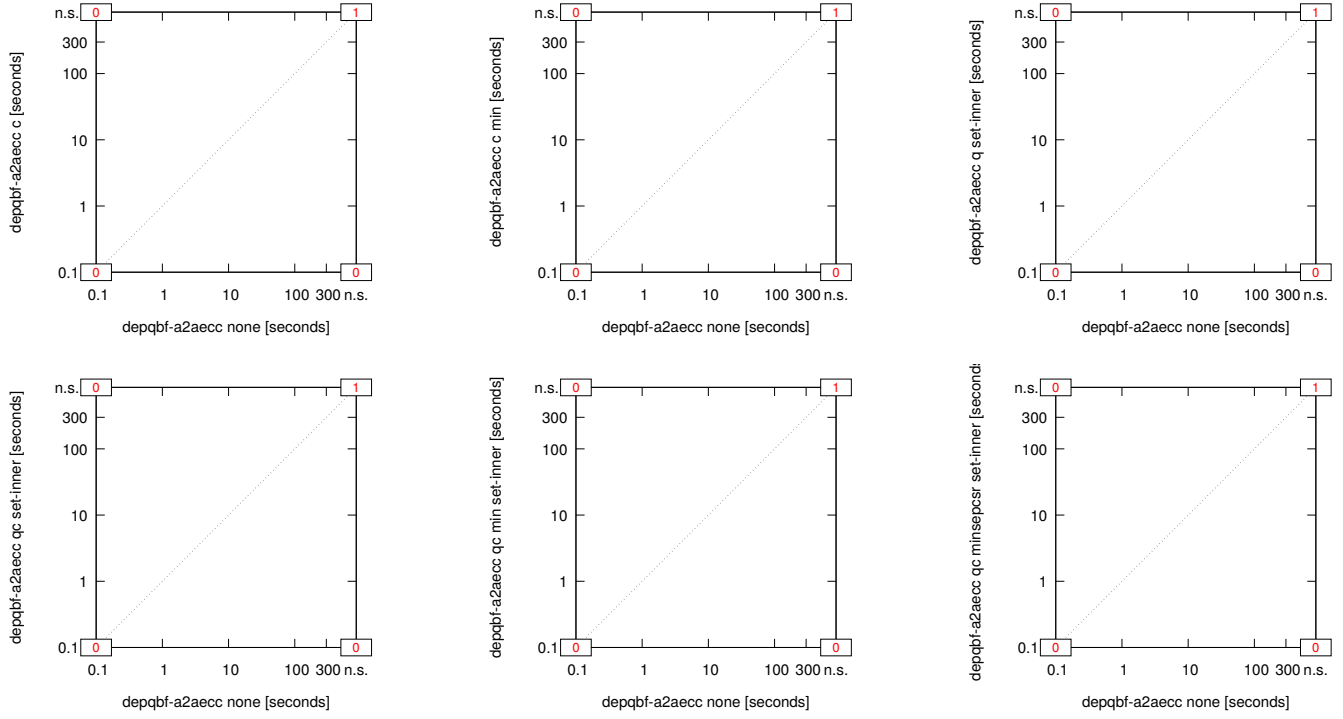 n.s. 0 1
300
100
10
1
0.1 0 0
0.1 1 10 100 300 n.s.
depqbf-a2aecc c [seconds]
depqbf-a2aecc none [seconds]
n.s. 0 1
300
100
10
1
0.1 0 0
0.1 1 10 100 300 n.s.
depqbf-a2aecc c min [seconds]
depqbf-a2aecc none [seconds]
n.s. 0 1
300
100
10
1
0.1 0 0
0.1 1 10 100 300 n.s.
depqbf-a2aecc q set-inner [seconds]
depqbf-a2aecc none [seconds]
n.s. 0 1
300
100
10
1
0.1 0 0
0.1 1 10 100 300 n.s.
depqbf-a2aecc qc set-inner [seconds]
depqbf-a2aecc none [seconds]
n.s. 0 1
300
100
10
1
0.1 0 0
0.1 1 10 100 300 n.s.
depqbf-a2aecc qc min set-inner [seconds]
depqbf-a2aecc none [seconds]
n.s. 0 1
300
100
10
1
0.1 0 0
0.1 1 10 100 300 n.s.
depqbf-a2aecc qc minsepcsr set-inner [second
depqbf-a2aecc none [seconds]